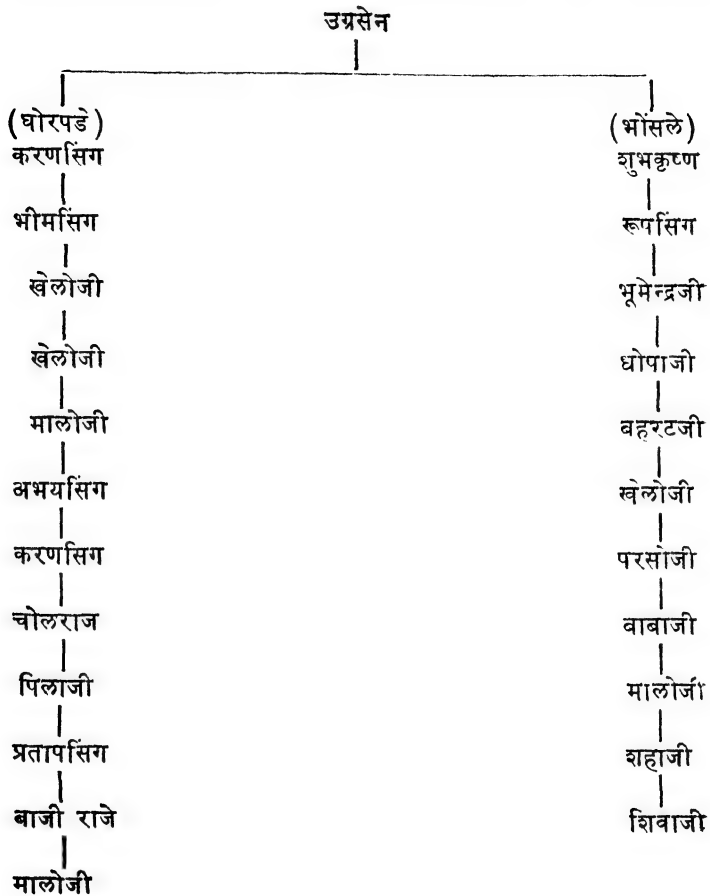 उग्रसेन
(घोरपडे)
करणसिंग
भीमसिंग
खेलोजी
खेलोजी
मालोजी
अभयसिंग
करणसिंग
चोलराज
पिलाजी
प्रतापसिंग
बाजी राजे
मालोजी
(भोंसले)
शुभकृष्ण
रूपसिंग
भूमेन्द्रजी
धोपाजी
बहरटजी
खेलोजी
परसोजी
बाबाजी
मालोजी
शहाजी
शिवाजी